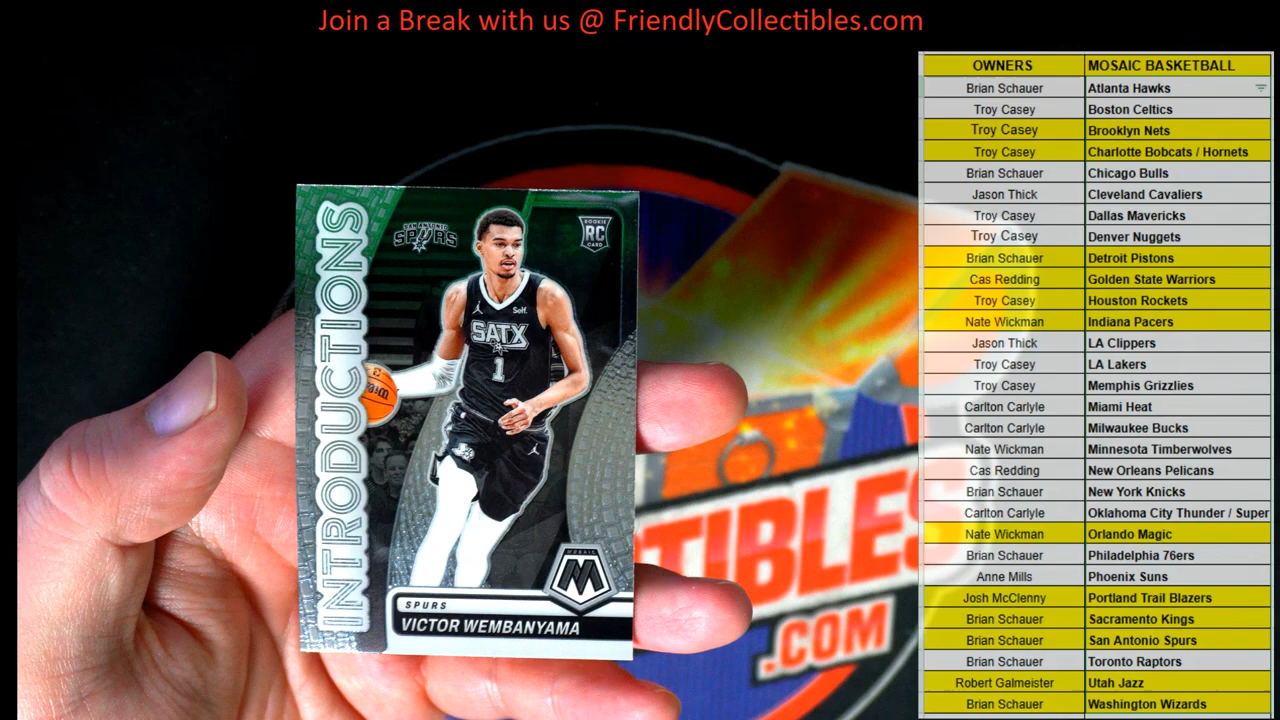 Join a Break with us @ FriendlyCollectibles.com
INTRODUCTIONS
SAN ANTONIO
SPURS
ROOKIE
RC
CARD
Self.
SATX
1
MOSAIC
M
SPURS
VICTOR WEMBANYAMA
TIBLES
.COM
OWNERS MOSAIC BASKETBALL
Brian Schauer Atlanta Hawks
Troy Casey Boston Celtics
Troy Casey Brooklyn Nets
Troy Casey Charlotte Bobcats / Hornets
Brian Schauer Chicago Bulls
Jason Thick Cleveland Cavaliers
Troy Casey Dallas Mavericks
Troy Casey Denver Nuggets
Brian Schauer Detroit Pistons
Cas Redding Golden State Warriors
Troy Casey Houston Rockets
Nate Wickman Indiana Pacers
Jason Thick LA Clippers
Troy Casey LA Lakers
Troy Casey Memphis Grizzlies
Carlton Carlyle Miami Heat
Carlton Carlyle Milwaukee Bucks
Nate Wickman Minnesota Timberwolves
Cas Redding New Orleans Pelicans
Brian Schauer New York Knicks
Carlton Carlyle Oklahoma City Thunder / Super
Nate Wickman Orlando Magic
Brian Schauer Philadelphia 76ers
Anne Mills Phoenix Suns
Josh McClenny Portland Trail Blazers
Brian Schauer Sacramento Kings
Brian Schauer San Antonio Spurs
Brian Schauer Toronto Raptors
Robert Galmeister Utah Jazz
Brian Schauer Washington Wizards